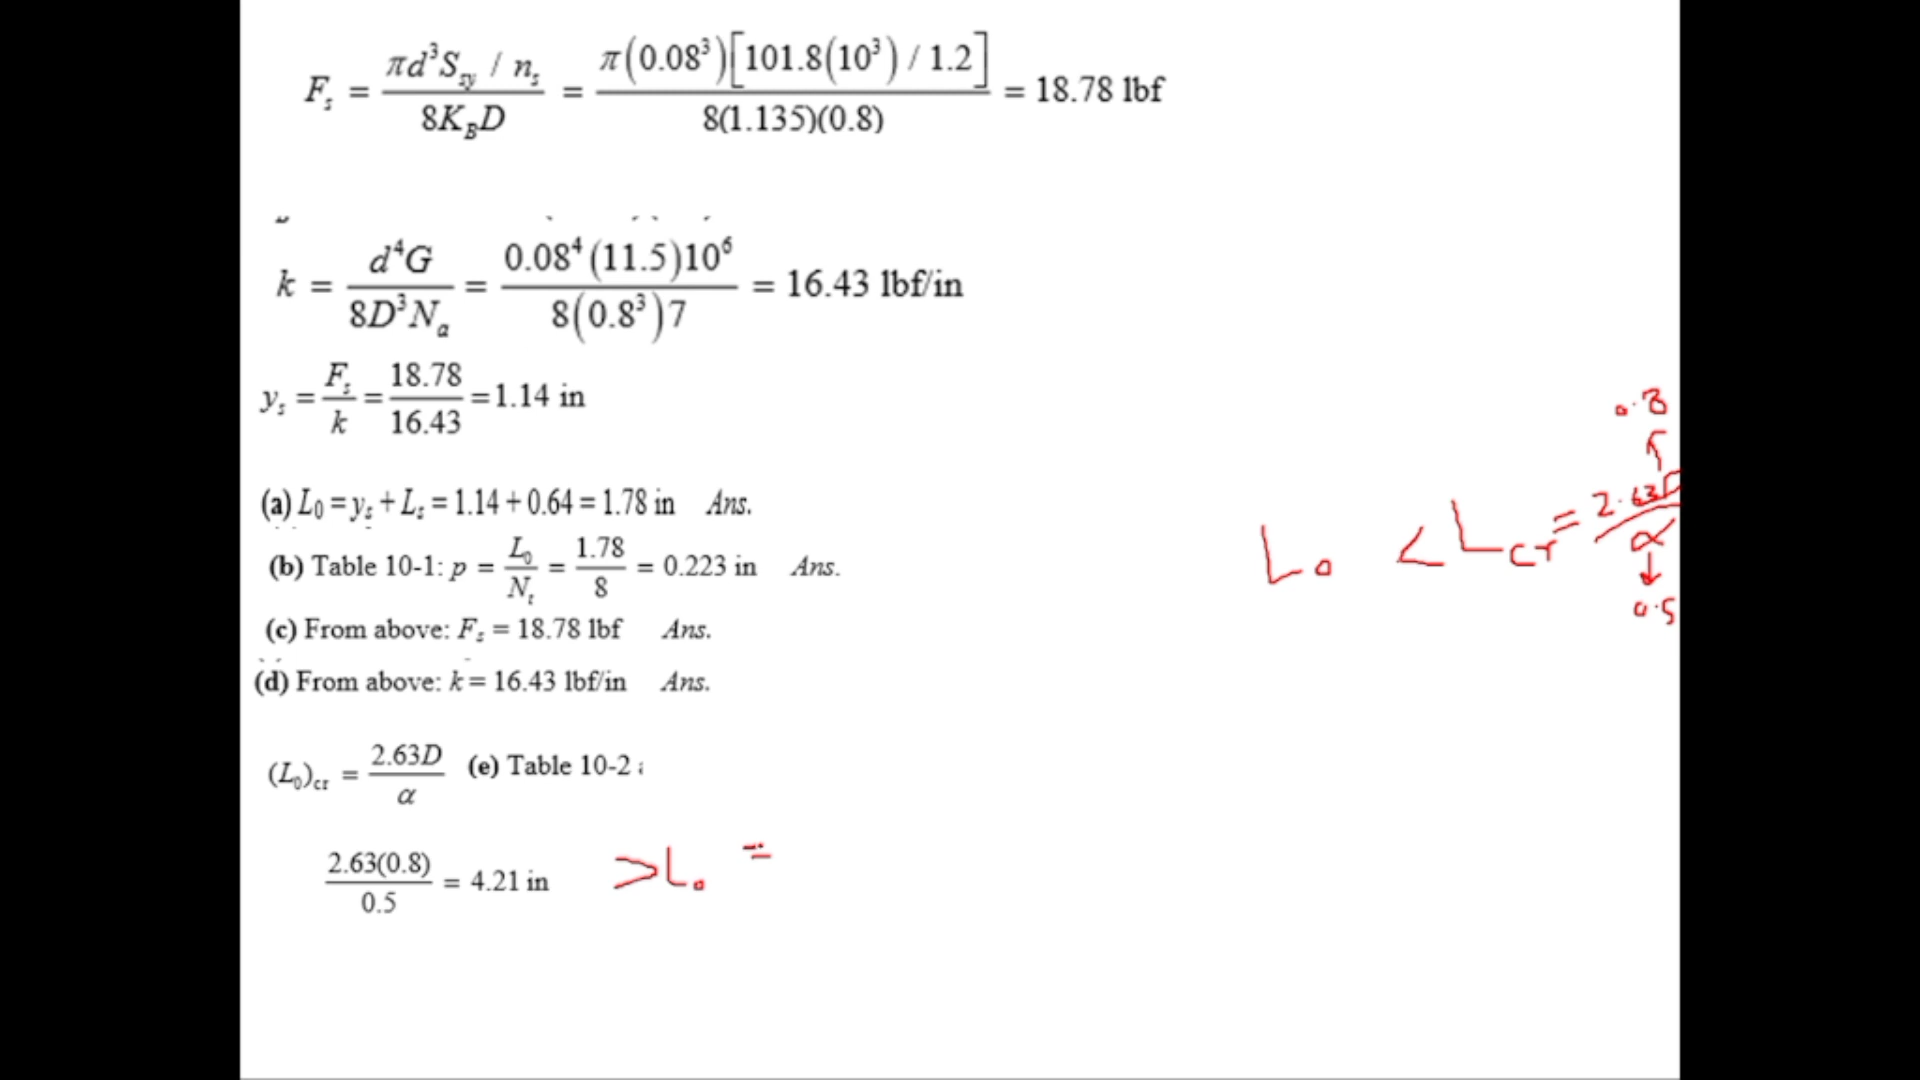 F_s = πd³S_sy / n_s / 8K_B D = π(0.08³)[101.8(10³) / 1.2] / 8(1.135)(0.8) = 18.78 lbf
k = d⁴G / 8D³N_a = 0.08⁴(11.5)10⁶ / 8(0.8³)7 = 16.43 lbf/in
y_s = F_s / k = 18.78 / 16.43 = 1.14 in
(a) L₀ = y_s + L_s = 1.14 + 0.64 = 1.78 in Ans.
(b) Table 10-1: p = L₀ / N_t = 1.78 / 8 = 0.223 in Ans.
(c) From above: F_s = 18.78 lbf Ans.
(d) From above: k = 16.43 lbf/in Ans.
(L₀)cr = 2.63D / α (e) Table 10-2
2.63(0.8) / 0.5 = 4.21 in > L₀ =
0.8
L₀ < Lcr = 2.63D / α
0.5